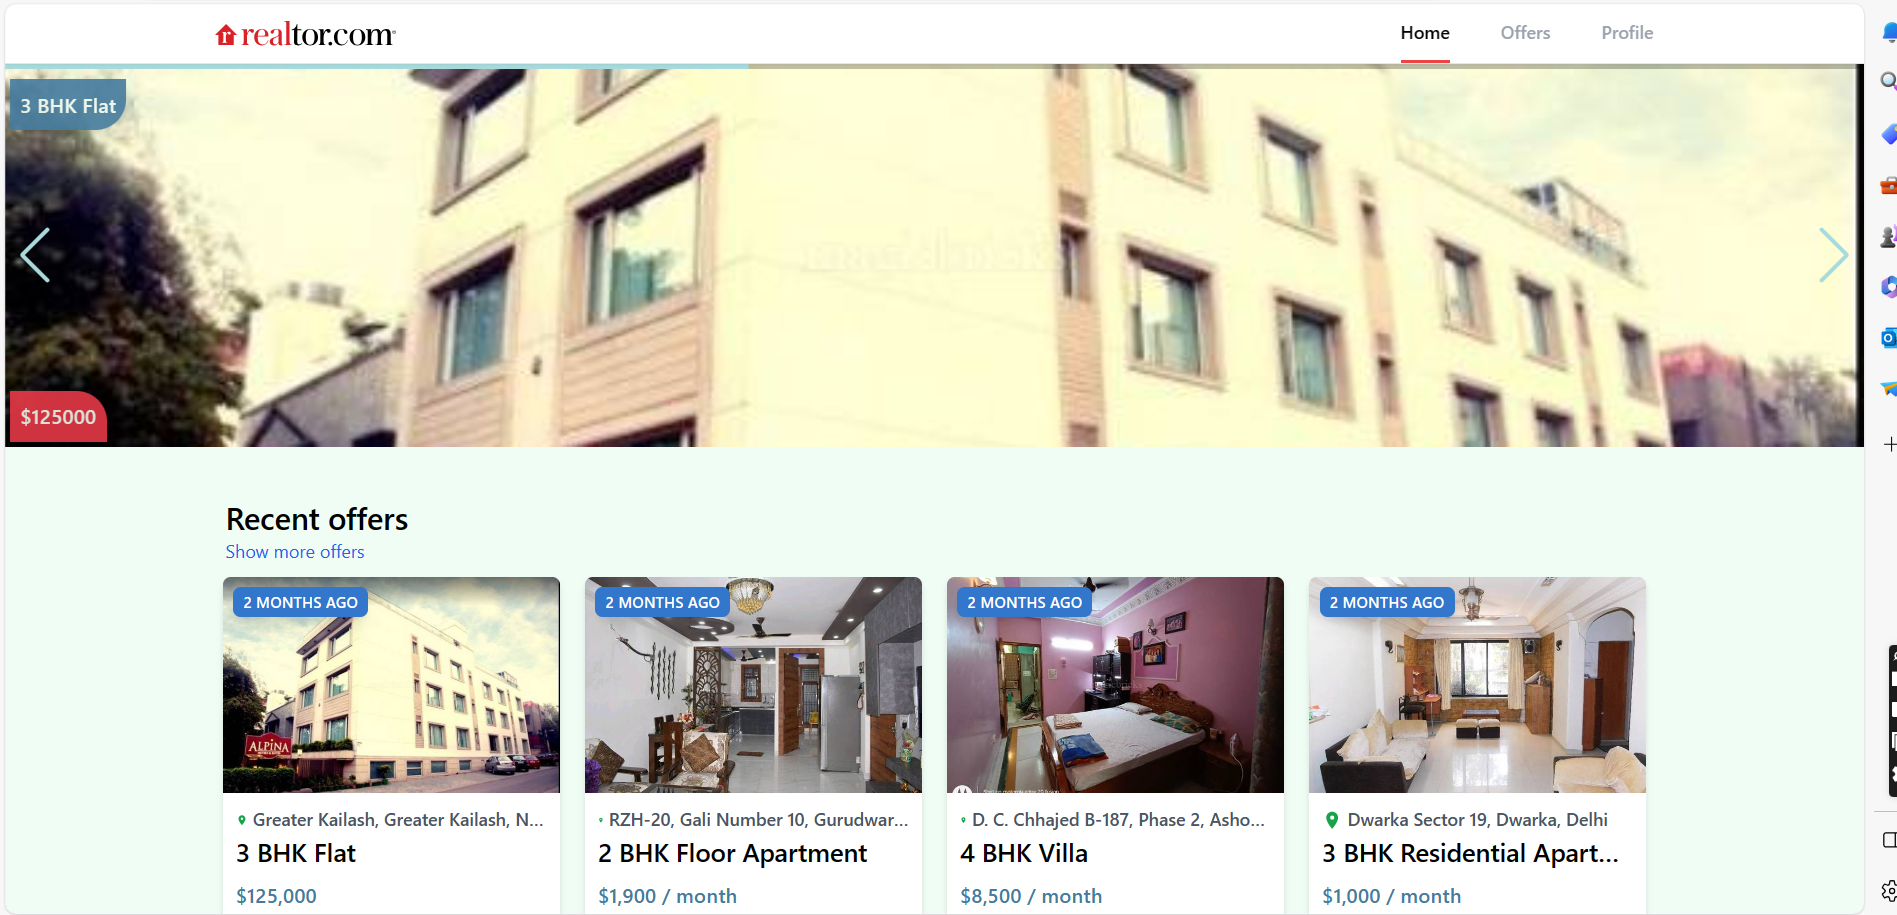 realtor.com
Home
Offers
Profile
3 BHK Flat
$125000
Recent offers
Show more offers
2 MONTHS AGO
2 MONTHS AGO
2 MONTHS AGO
2 MONTHS AGO
ALPINA
Greater Kailash, Greater Kailash, N...
RZH-20, Gali Number 10, Gurudwar...
D. C. Chhajed B-187, Phase 2, Asho...
Dwarka Sector 19, Dwarka, Delhi
3 BHK Flat
2 BHK Floor Apartment
4 BHK Villa
3 BHK Residential Apart...
$125,000
$1,900 / month
$8,500 / month
$1,000 / month